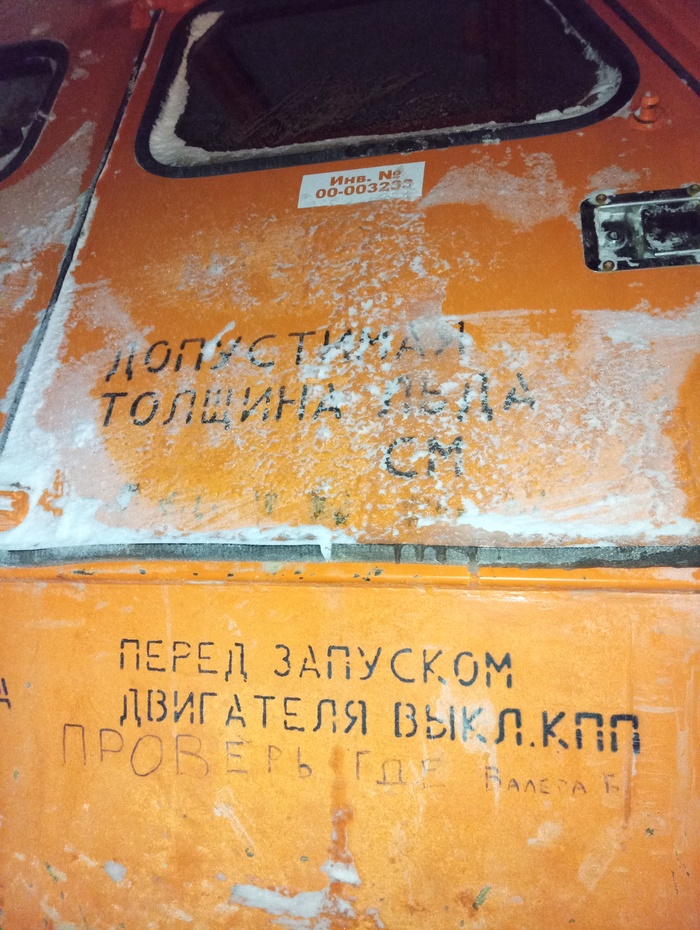 Инв. №
00-003233
ДОПУСТИМАЯ
ТОЛЩИНА ЛЬДА
СМ
ПЕРЕД ЗАПУСКОМ
ДВИГАТЕЛЯ ВЫКЛ.КПП
ПРОВЕРЬ ГДЕ ВАЛЕРА Б